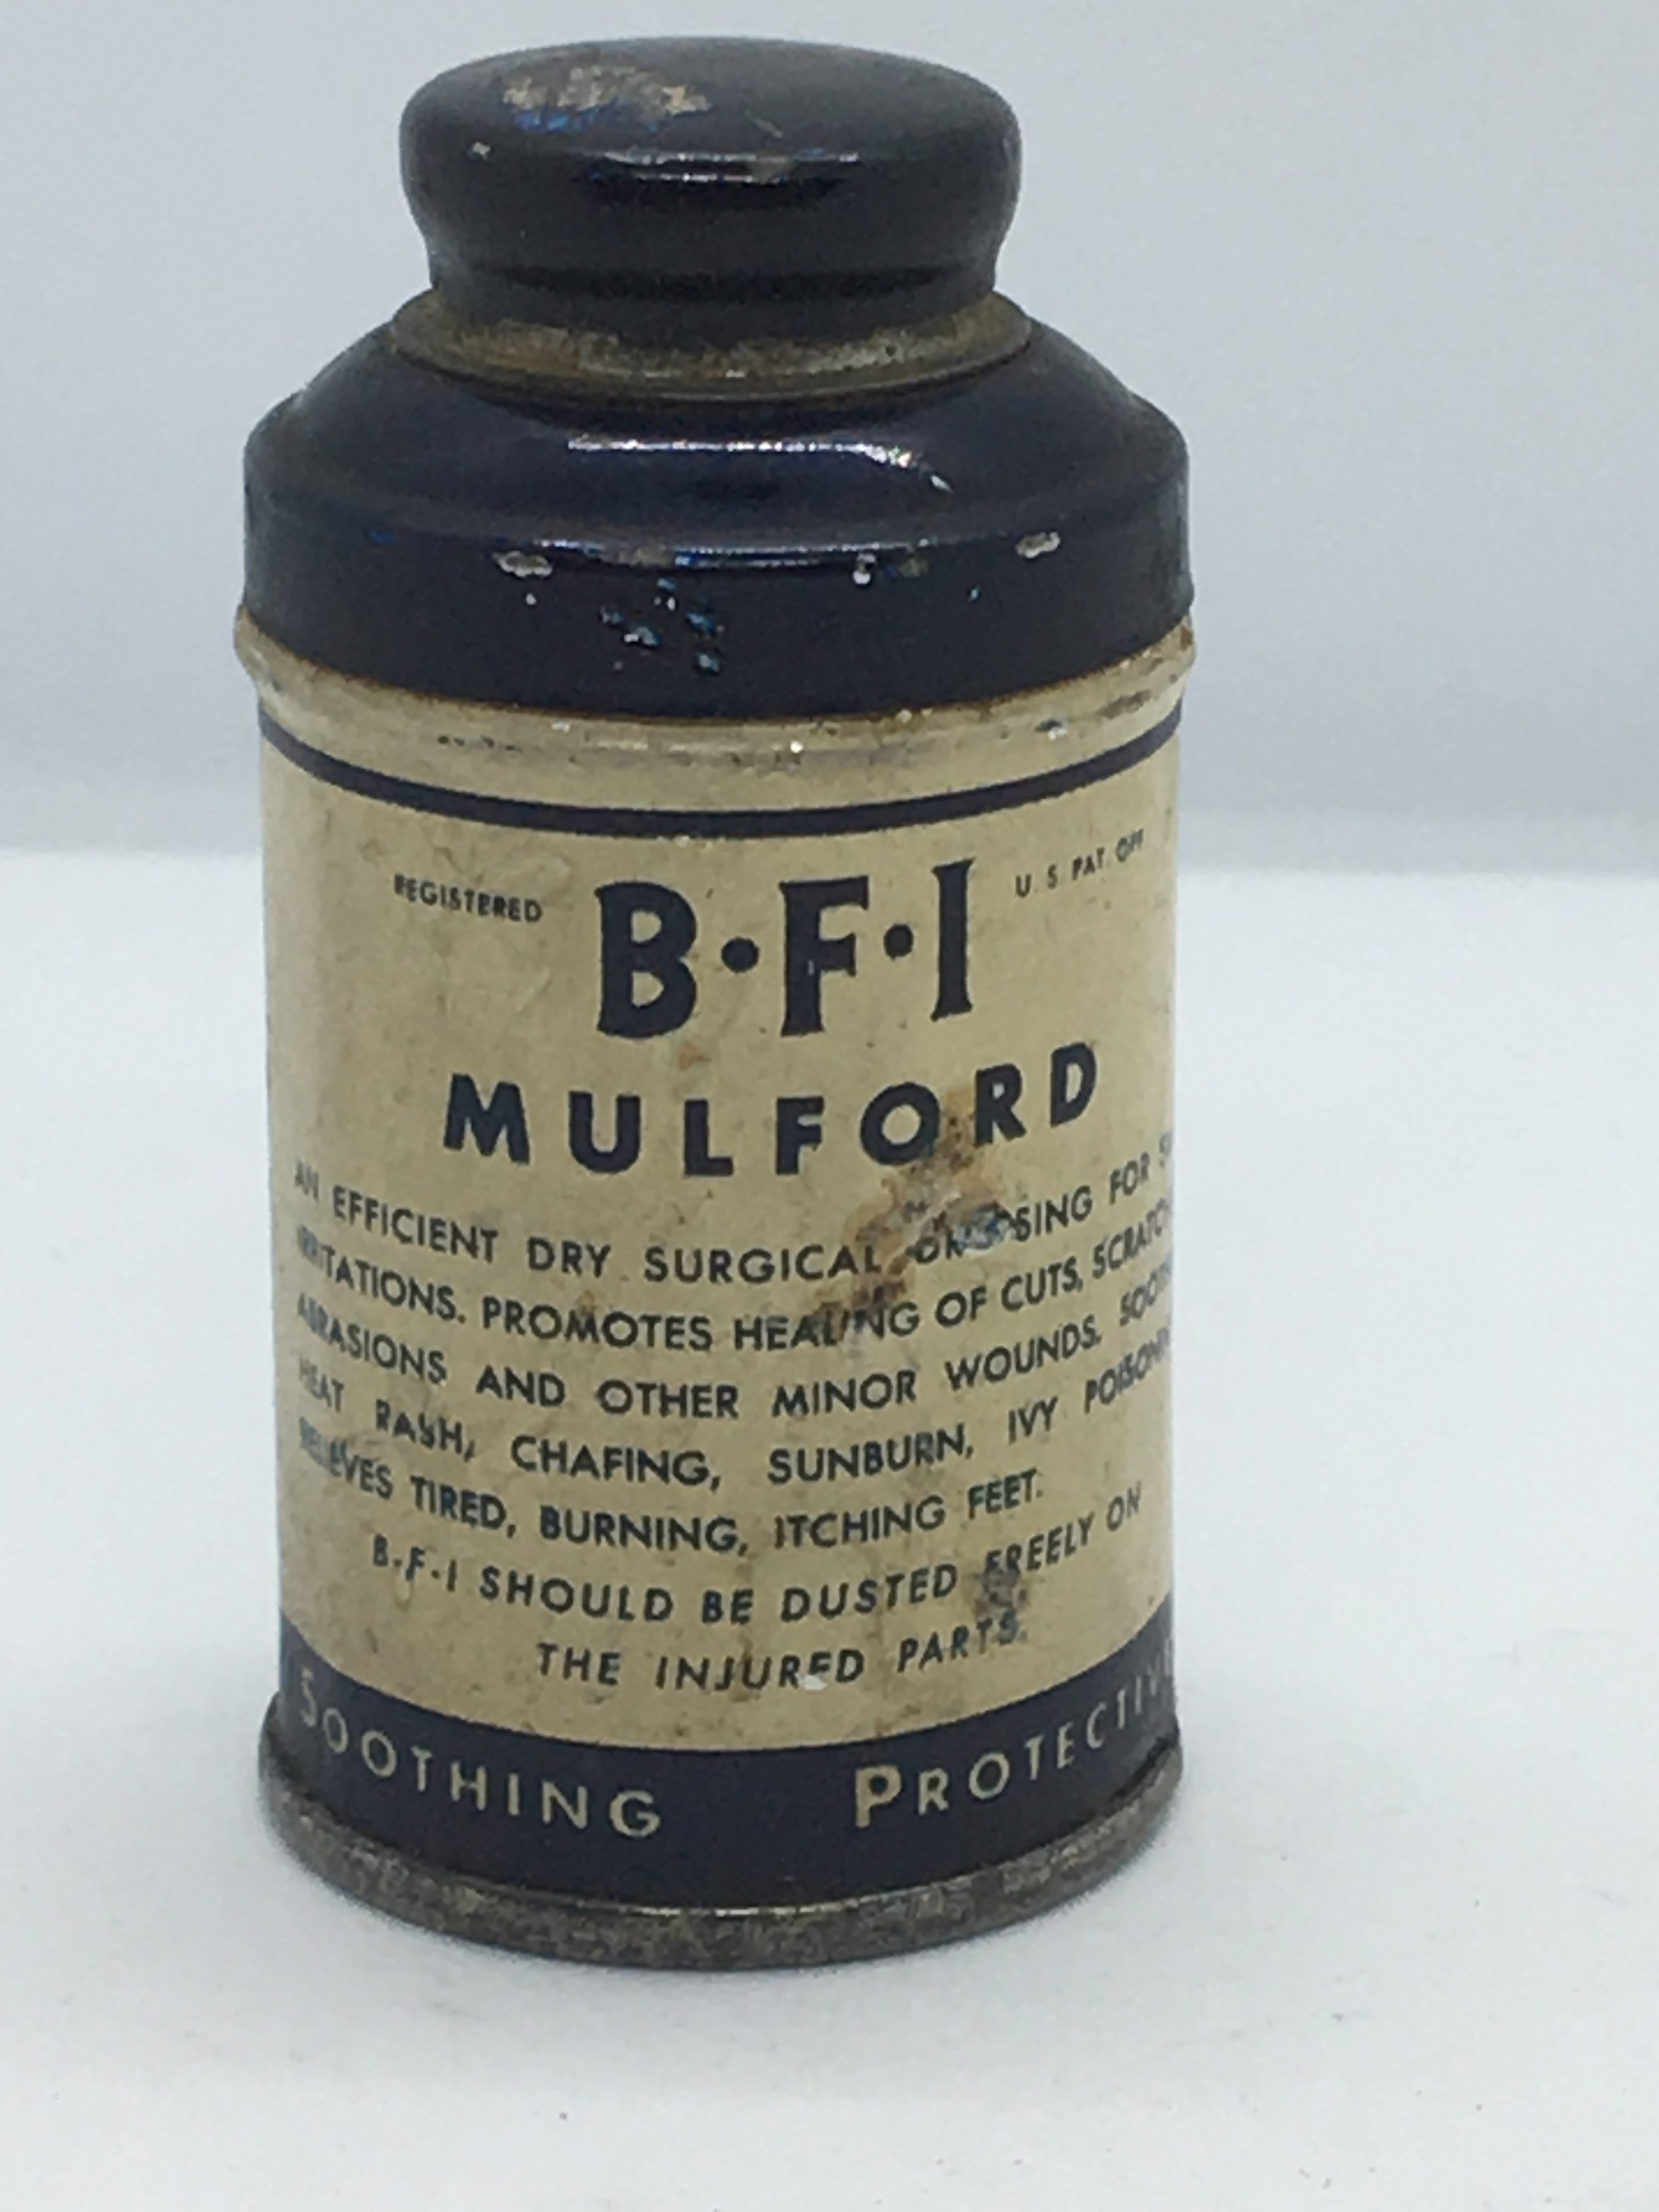 REGISTERED B·F·I U. S. PAT. OFF
MULFORD
AN EFFICIENT DRY SURGICAL DRESSING FOR
IRRITATIONS. PROMOTES HEALING OF CUTS,
ABRASIONS AND OTHER MINOR WOUNDS.
HEAT RASH, CHAFING, SUNBURN, IVY
RELIEVES TIRED, BURNING, ITCHING FEET.
B·F·I SHOULD BE DUSTED FREELY ON
THE INJURED PARTS.
SOOTHING PROTECTIVE